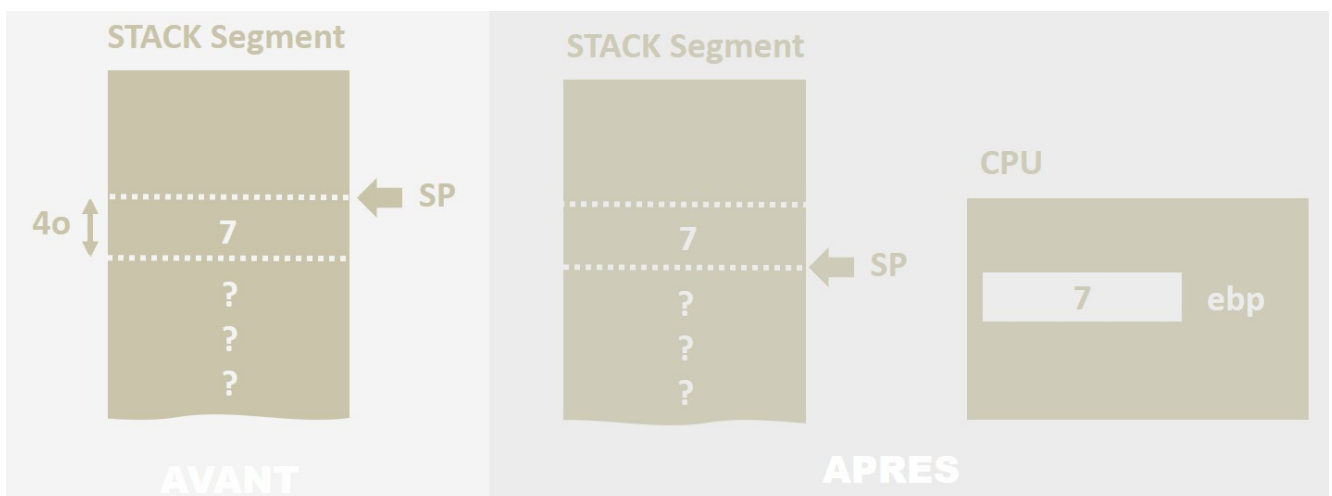 STACK Segment
SP
4o
7
?
?
?
AVANT
STACK Segment
7
SP
?
?
?
CPU
7 ebp
APRES